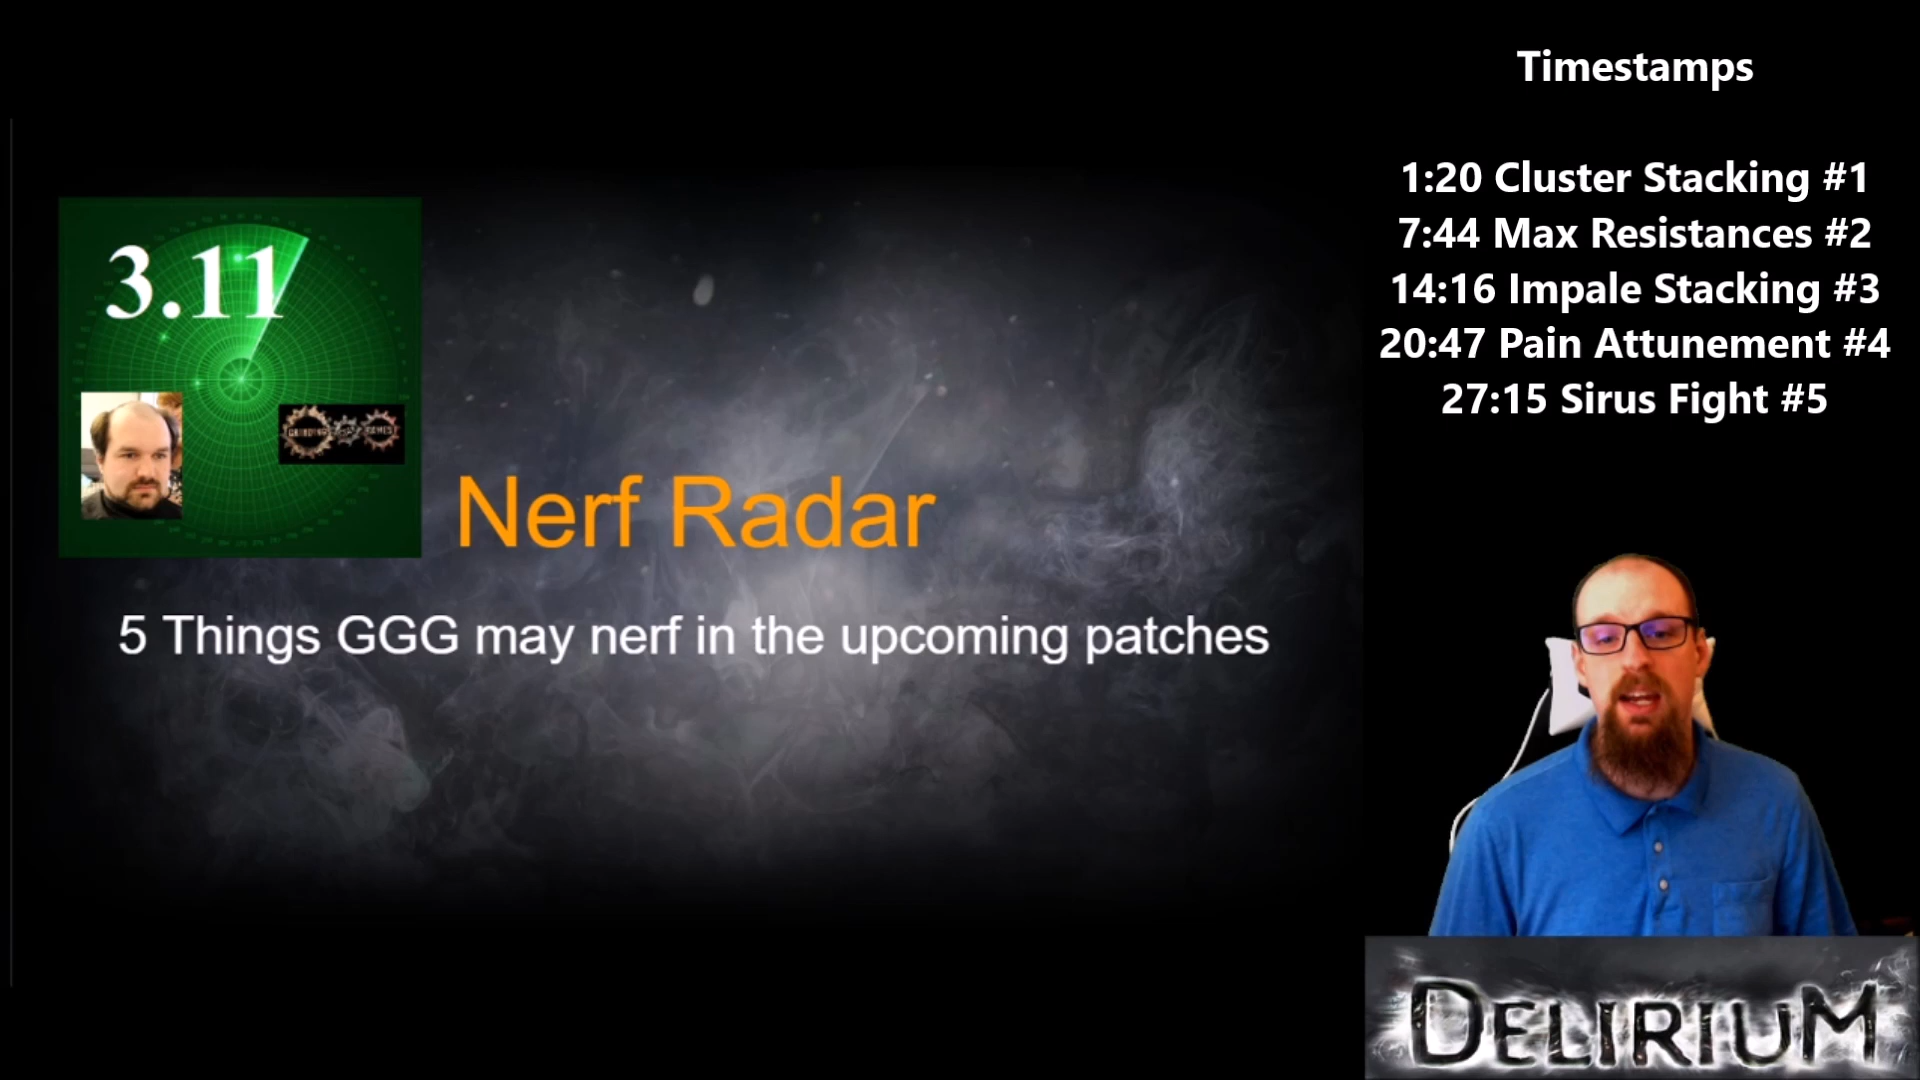 3.11
Nerf Radar
5 Things GGG may nerf in the upcoming patches
Timestamps
1:20 Cluster Stacking #1
7:44 Max Resistances #2
14:16 Impale Stacking #3
20:47 Pain Attunement #4
27:15 Sirus Fight #5
DELIRIUM